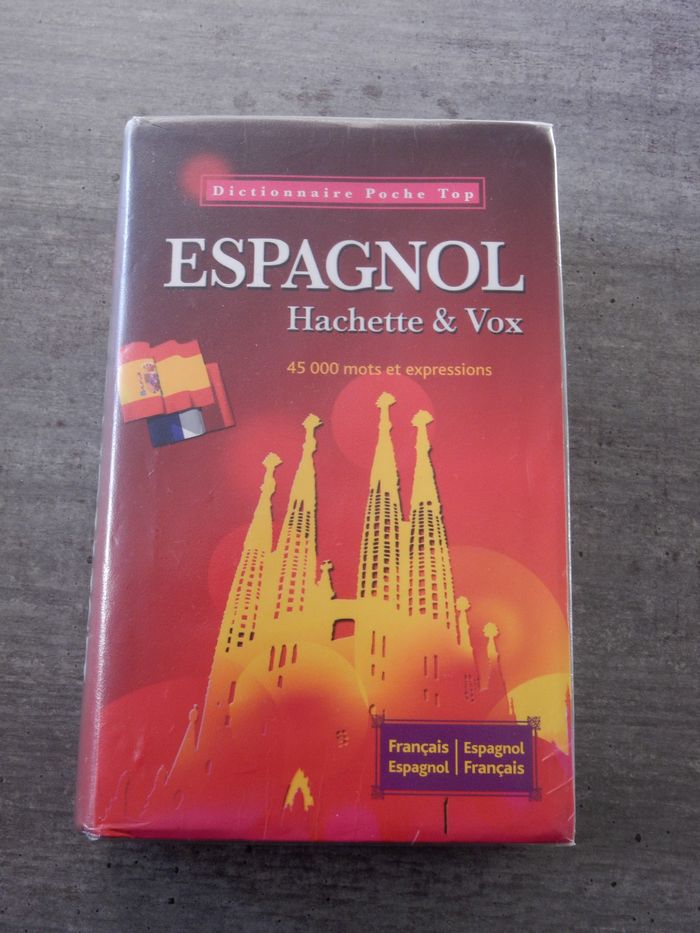 Dictionnaire Poche Top
ESPAGNOL
Hachette & Vox
45 000 mots et expressions
Français
Espagnol
Espagnol
Français